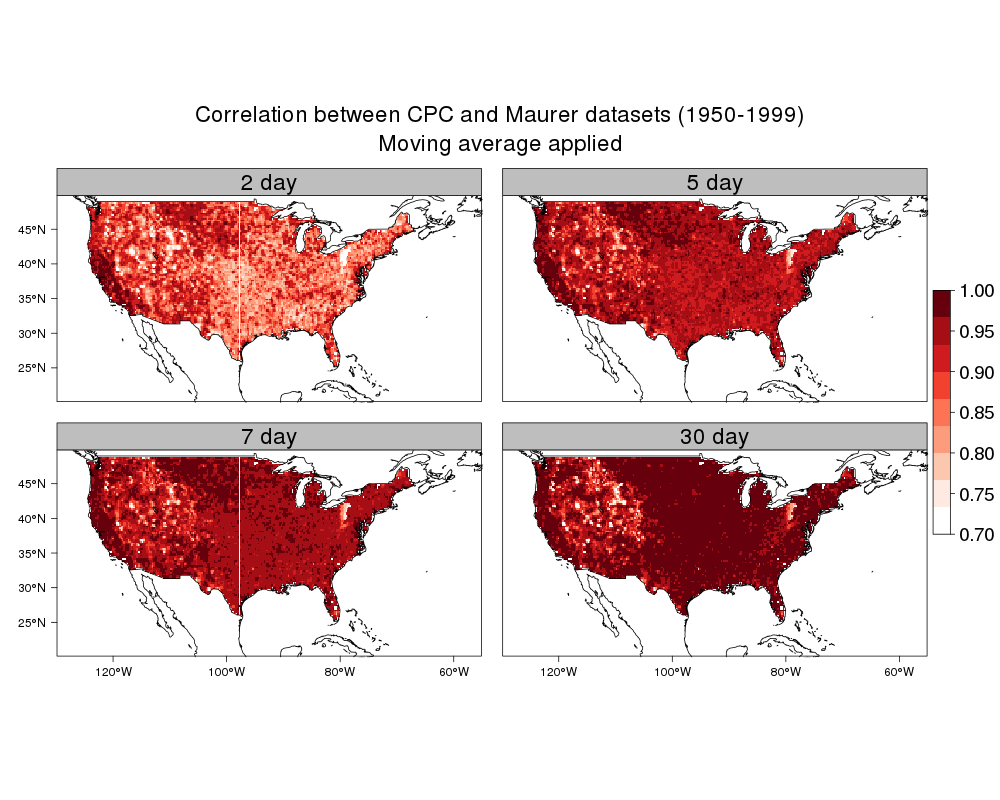 Correlation between CPC and Maurer datasets (1950-1999)
Moving average applied
2 day
5 day
45°N
40°N
35°N
30°N
25°N
7 day
30 day
45°N
40°N
35°N
30°N
25°N
120°W 100°W 80°W 60°W
120°W 100°W 80°W 60°W
1.00
0.95
0.90
0.85
0.80
0.75
0.70